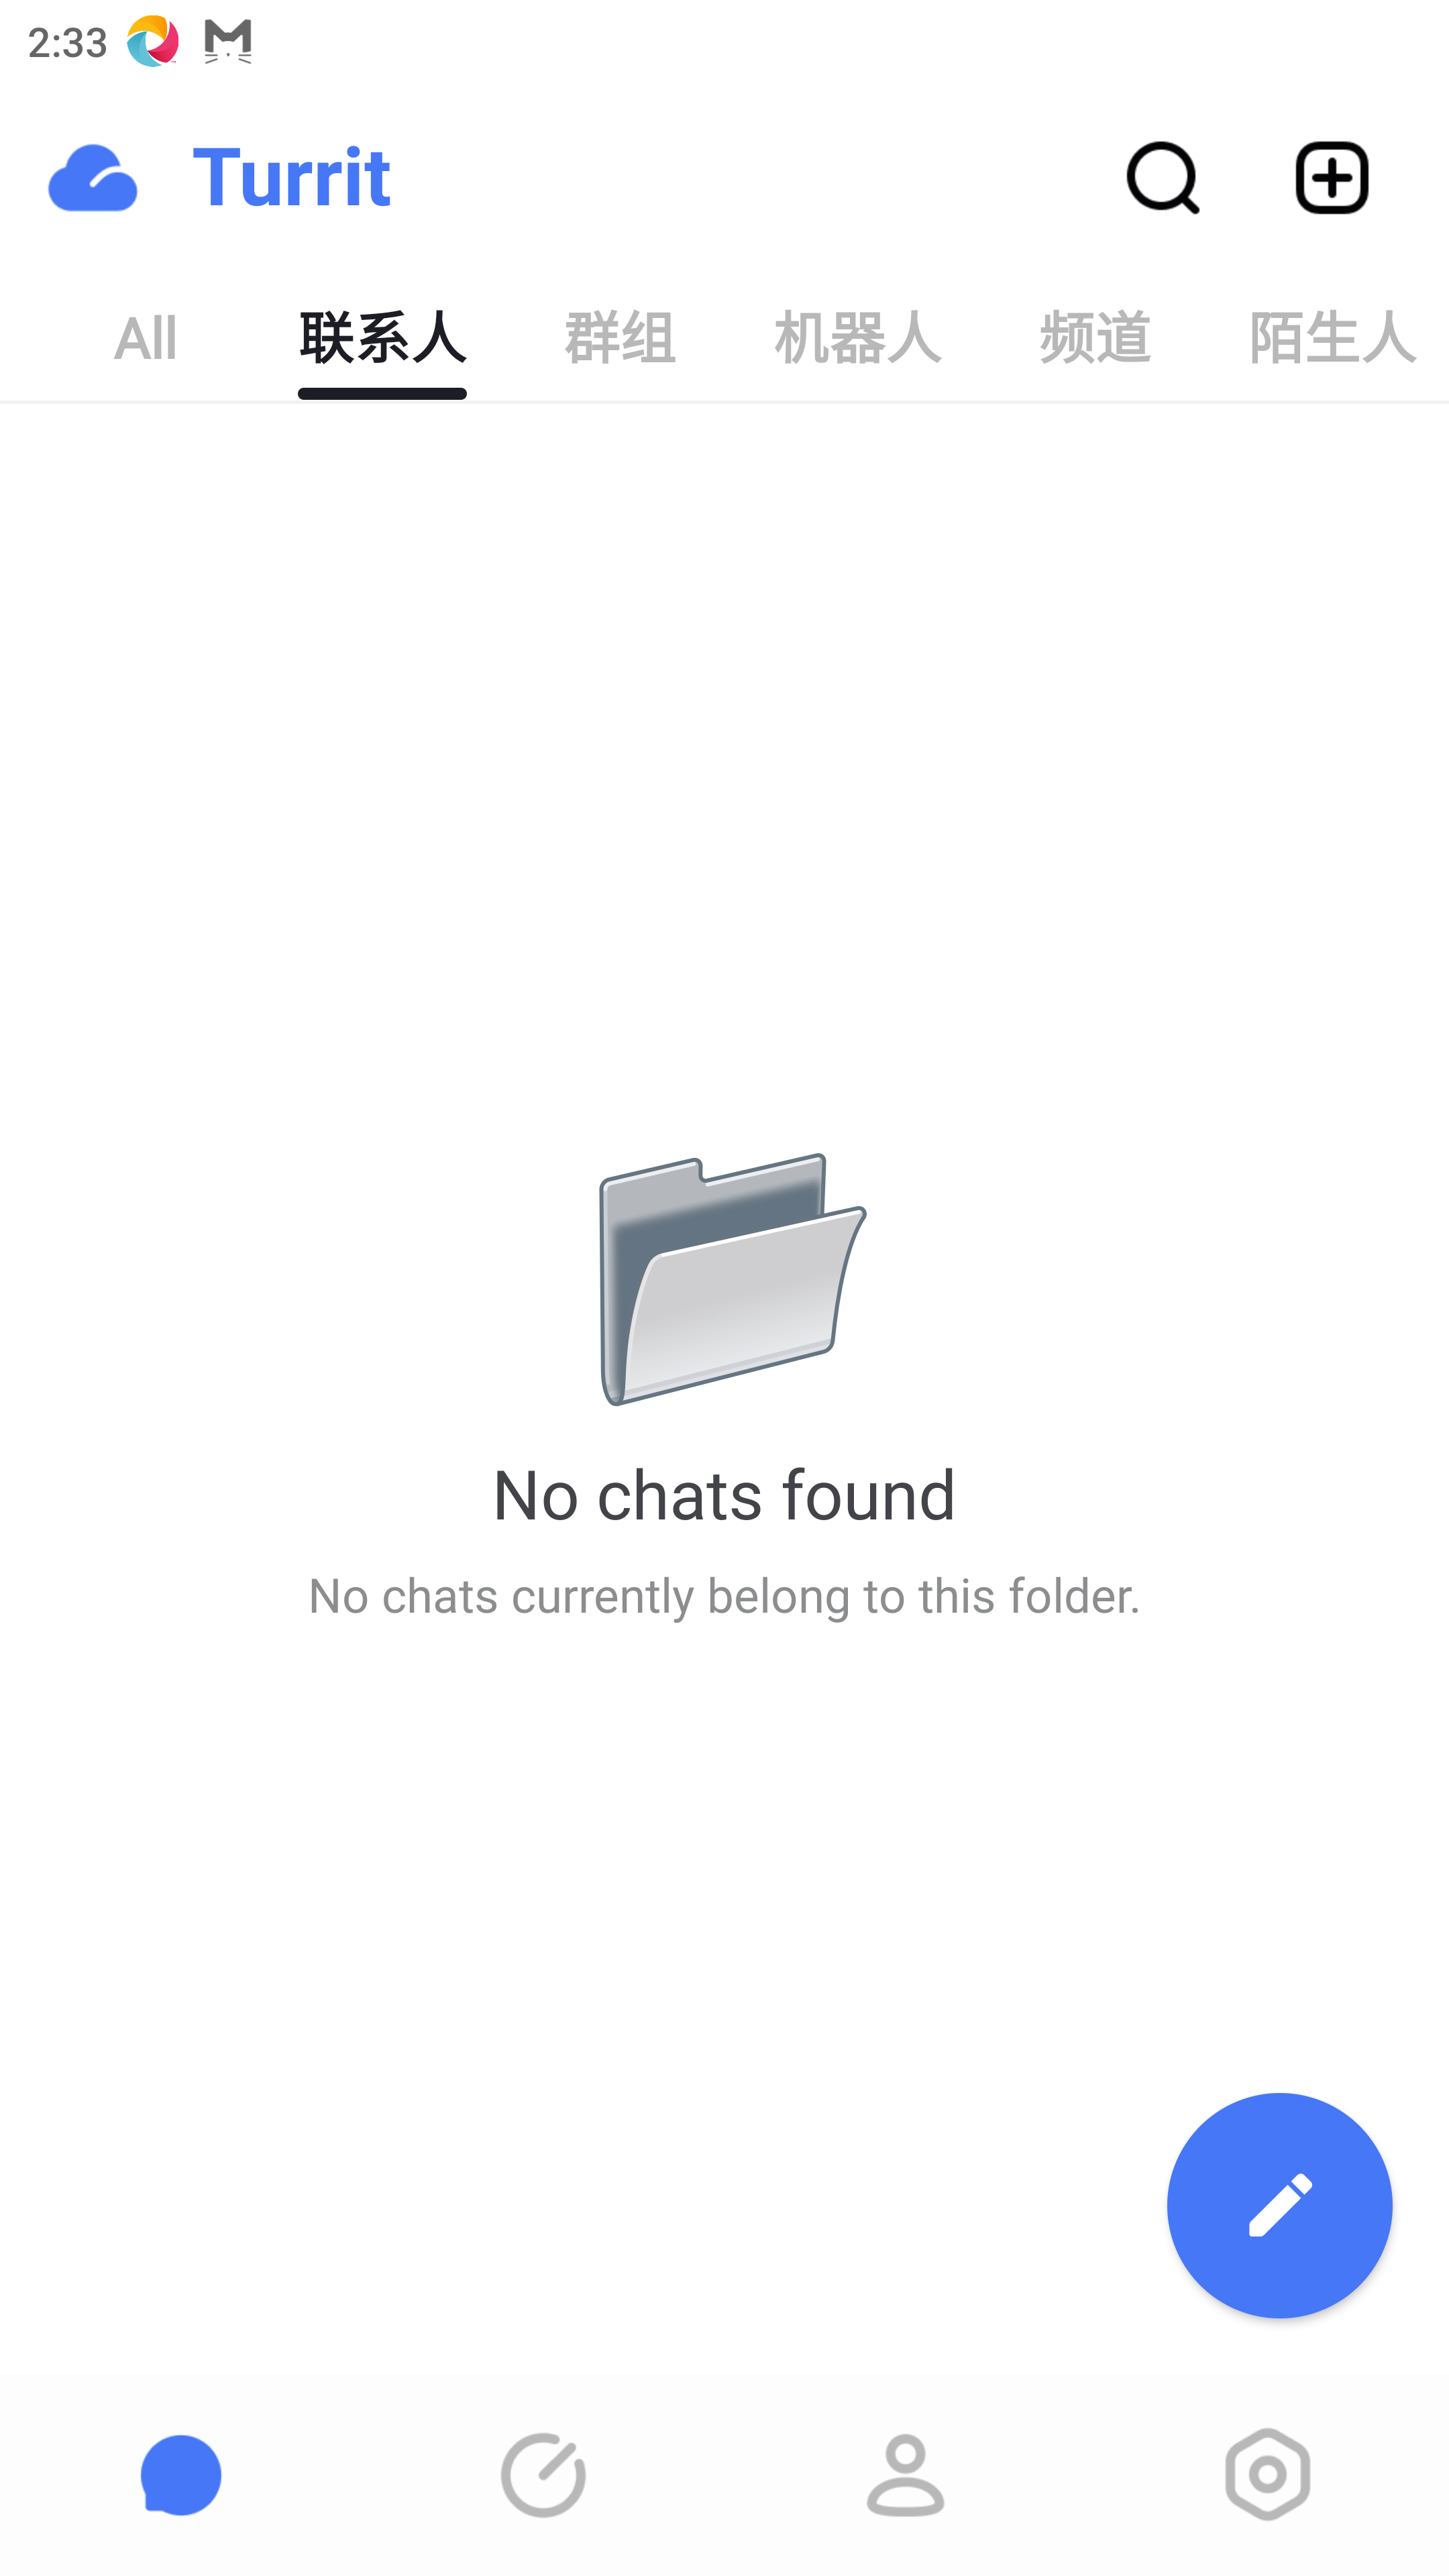 2:33
Turrit
All 联系人 群组 机器人 频道 陌生人
No chats found
No chats currently belong to this folder.